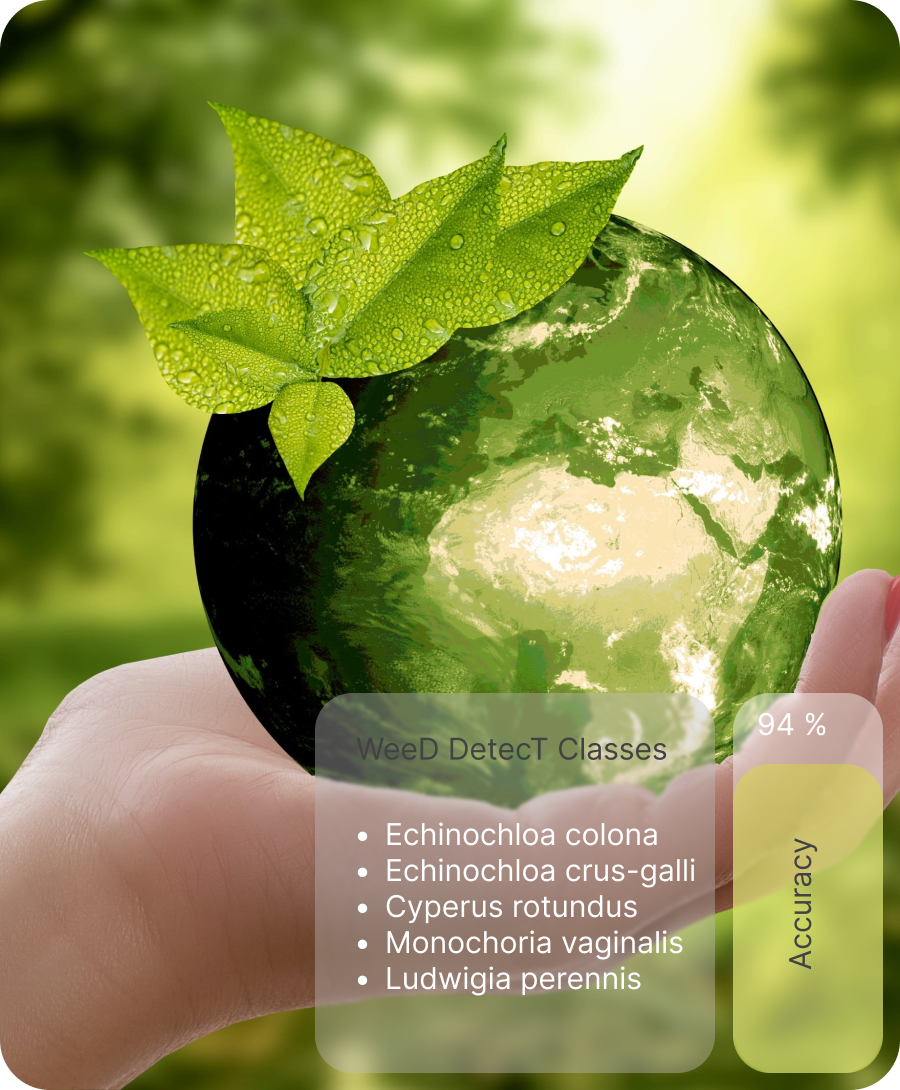 WeeD DetecT Classes
• Echinochloa colona
• Echinochloa crus-galli
• Cyperus rotundus
• Monochoria vaginalis
• Ludwigia perennis
94 %
Accuracy